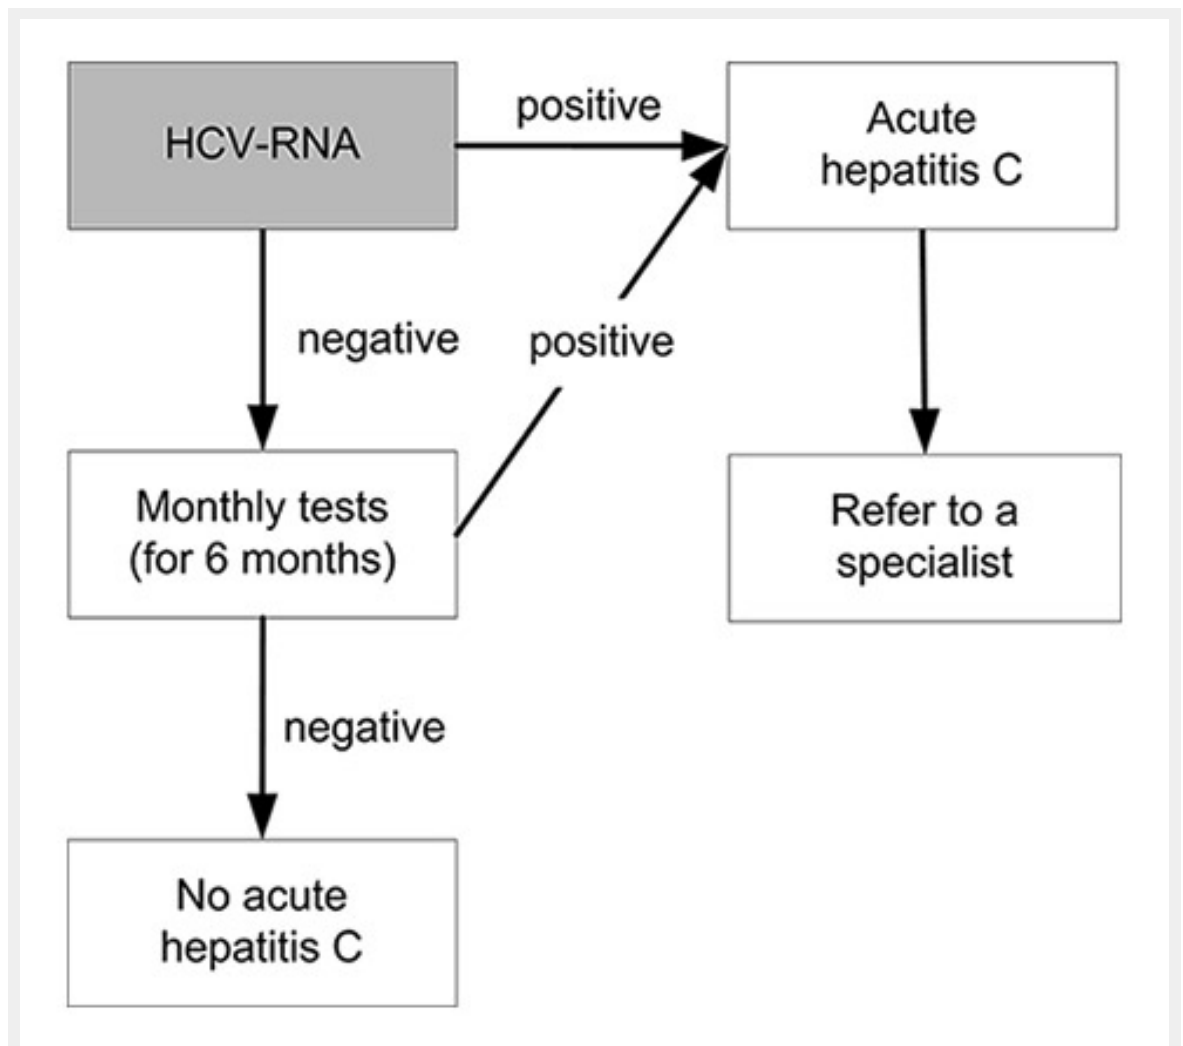 HCV-RNA
positive
Acute
hepatitis C
negative
positive
Monthly tests
(for 6 months)
Refer to a
specialist
negative
No acute
hepatitis C